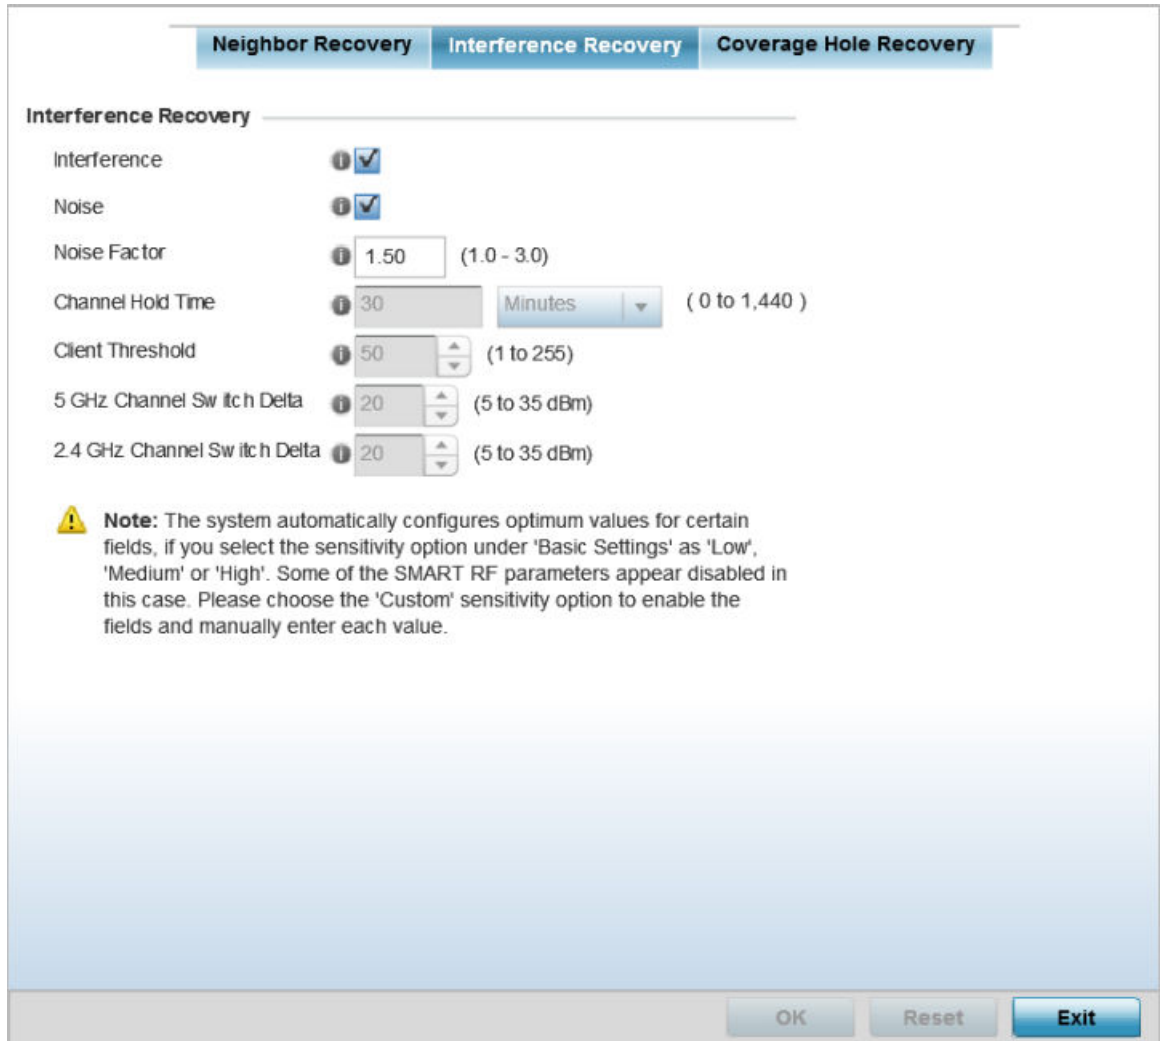 Neighbor Recovery Interference Recovery Coverage Hole Recovery
Interference Recovery
Interference
Noise
Noise Factor 1.50 (1.0 - 3.0)
Channel Hold Time 30 Minutes ( 0 to 1,440 )
Client Threshold 50 (1 to 255)
5 GHz Channel Switch Delta 20 (5 to 35 dBm)
2.4 GHz Channel Switch Delta 20 (5 to 35 dBm)
Note: The system automatically configures optimum values for certain
fields, if you select the sensitivity option under 'Basic Settings' as 'Low',
'Medium' or 'High'. Some of the SMART RF parameters appear disabled in
this case. Please choose the 'Custom' sensitivity option to enable the
fields and manually enter each value.
OK Reset Exit